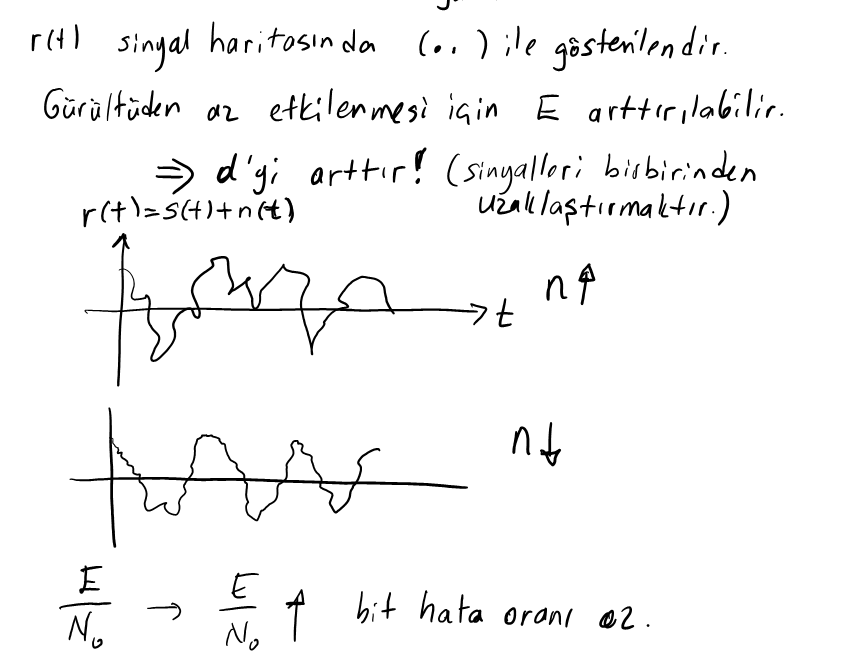 r(t) sinyal haritasında (..) ile gösterilendir.
Gürültüden az etkilenmesi için E arttırılabilir.
⇒ d'yi arttır! (sinyalleri birbirinden
uzaklaştırmaktır.)
r(t)=s(t)+n(t)
t
n↑
n↓
E/N₀ → E/N₀ ↑ bit hata oranı az.